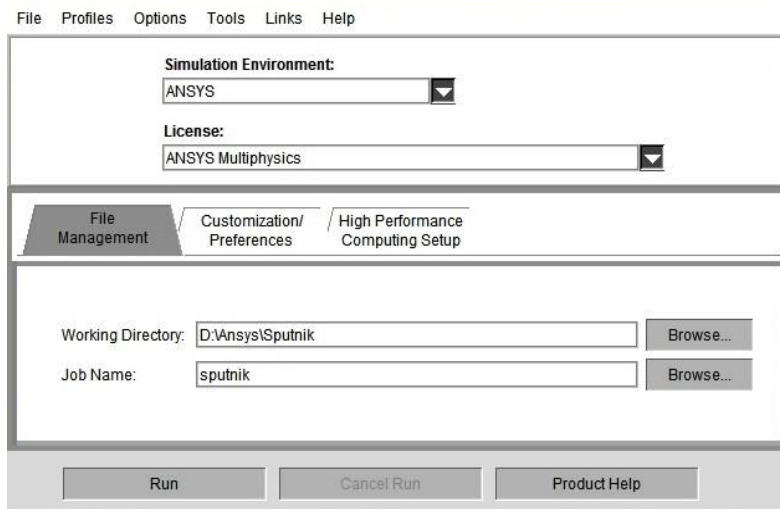 File Profiles Options Tools Links Help
Simulation Environment:
ANSYS
License:
ANSYS Multiphysics
File
Management
Customization/
Preferences
High Performance
Computing Setup
Working Directory: D:\Ansys\Sputnik Browse...
Job Name: sputnik Browse...
Run Cancel Run Product Help